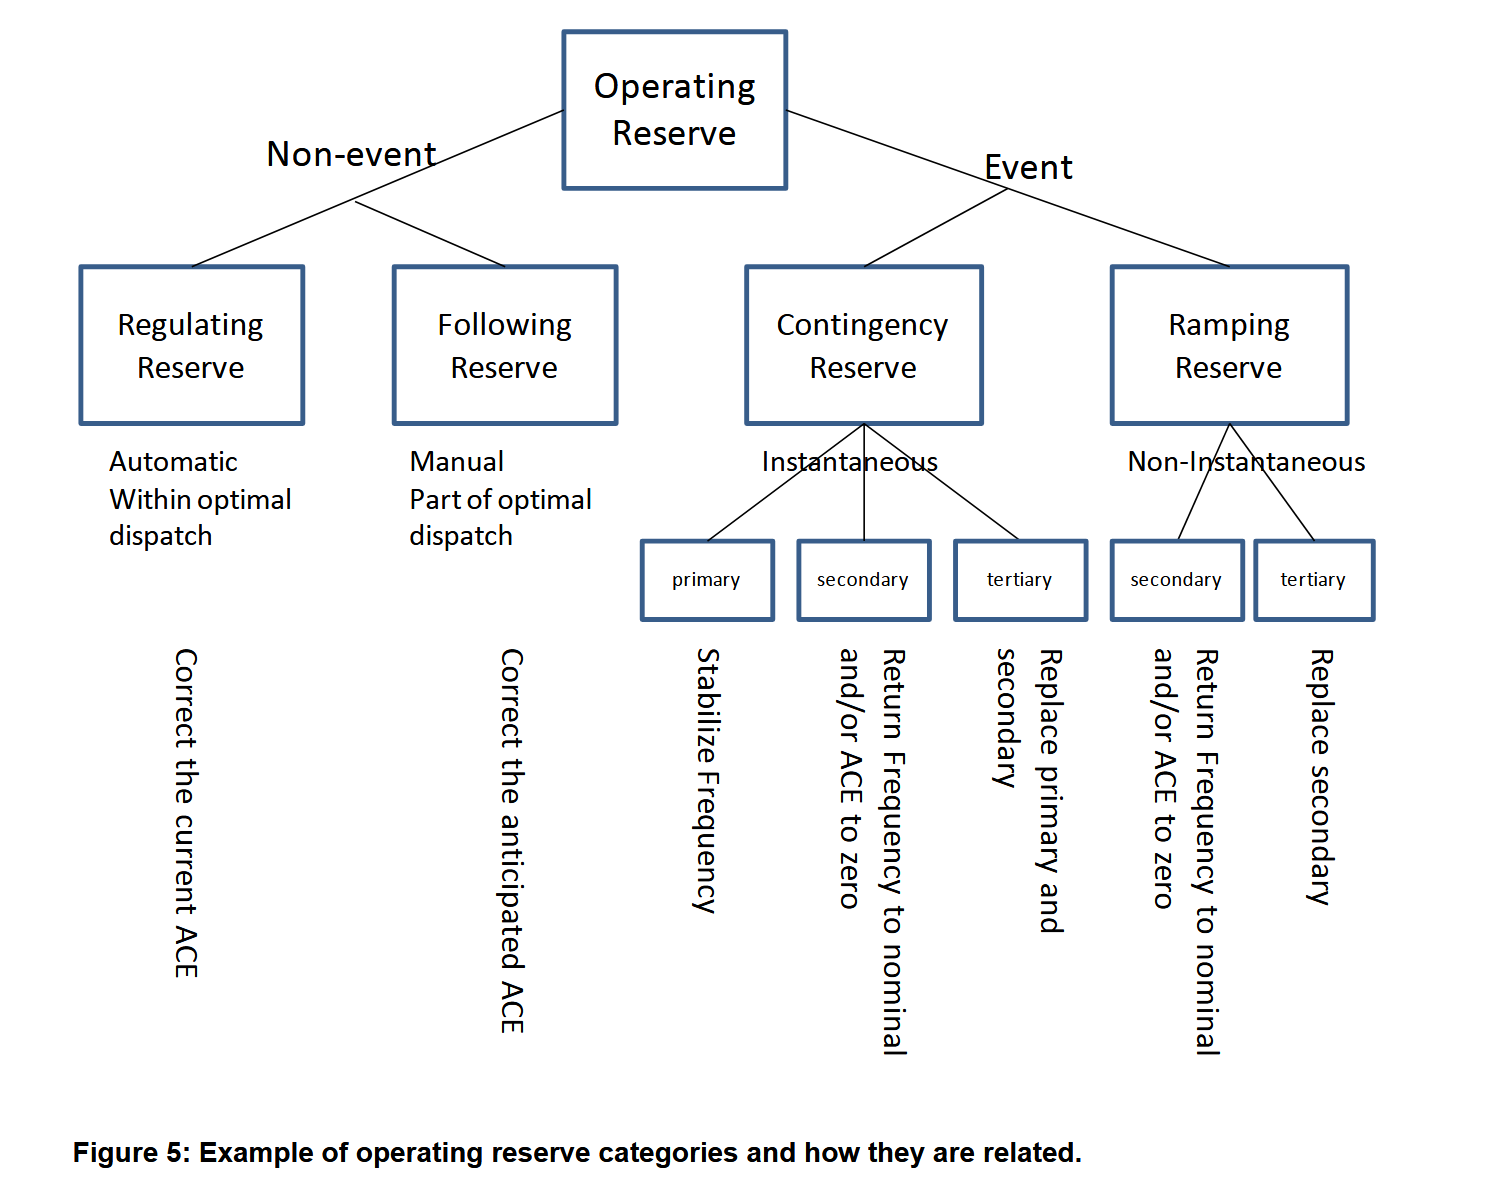 Operating
Reserve
Non-event
Event
Regulating
Reserve
Following
Reserve
Contingency
Reserve
Ramping
Reserve
Automatic
Within optimal
dispatch
Manual
Part of optimal
dispatch
Instantaneous
Non-Instantaneous
primary
secondary
tertiary
secondary
tertiary
Correct the current ACE
Correct the anticipated ACE
Stabilize Frequency
Return Frequency to nominal
and/or ACE to zero
Replace primary and
secondary
Return Frequency to nominal
and/or ACE to zero
Replace secondary
Figure 5: Example of operating reserve categories and how they are related.